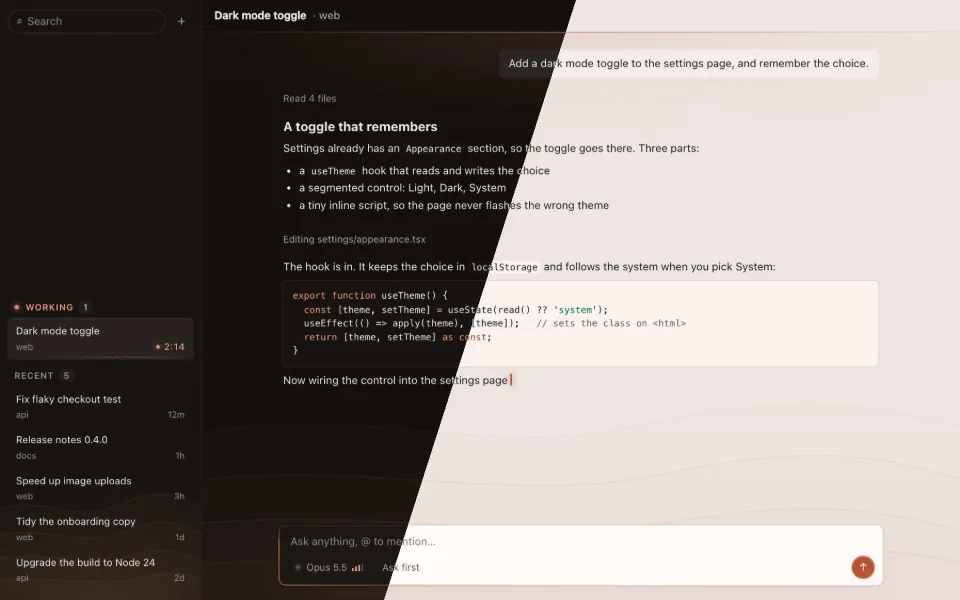 Search
+
WORKING 1
Dark mode toggle
web 2:14
RECENT 5
Fix flaky checkout test
api 12m
Release notes 0.4.0
docs 1h
Speed up image uploads
web 3h
Tidy the onboarding copy
web 1d
Upgrade the build to Node 24
api 2d
Dark mode toggle · web
Add a dark mode toggle to the settings page, and remember the choice.
Read 4 files
A toggle that remembers
Settings already has an Appearance section, so the toggle goes there. Three parts:
• a useTheme hook that reads and writes the choice
• a segmented control: Light, Dark, System
• a tiny inline script, so the page never flashes the wrong theme
Editing settings/appearance.tsx
The hook is in. It keeps the choice in localStorage and follows the system when you pick System:
export function useTheme() {
  const [theme, setTheme] = useState(read() ?? 'system');
  useEffect(() => apply(theme), [theme]);   // sets the class on <html>
  return [theme, setTheme] as const;
}
Now wiring the control into the settings page
Ask anything, @ to mention...
Opus 5.5 Ask first